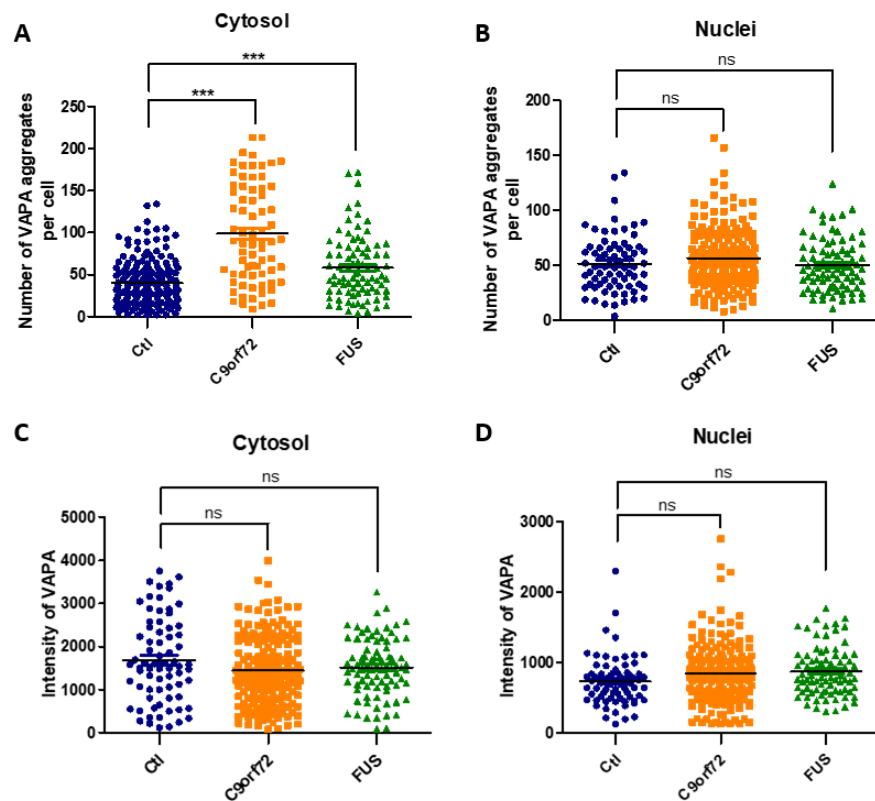 A
Cytosol
***
***
Number of VAPA aggregates
per cell
250
200
150
100
50
0
Ctl
C9orf72
FUS
B
Nuclei
ns
ns
Number of VAPA aggregates
per cell
200
150
100
50
0
Ctl
C9orf72
FUS
C
Cytosol
ns
ns
Intensity of VAPA
5000
4000
3000
2000
1000
0
Ctl
C9orf72
FUS
D
Nuclei
ns
ns
Intensity of VAPA
3000
2000
1000
0
Ctl
C9orf72
FUS